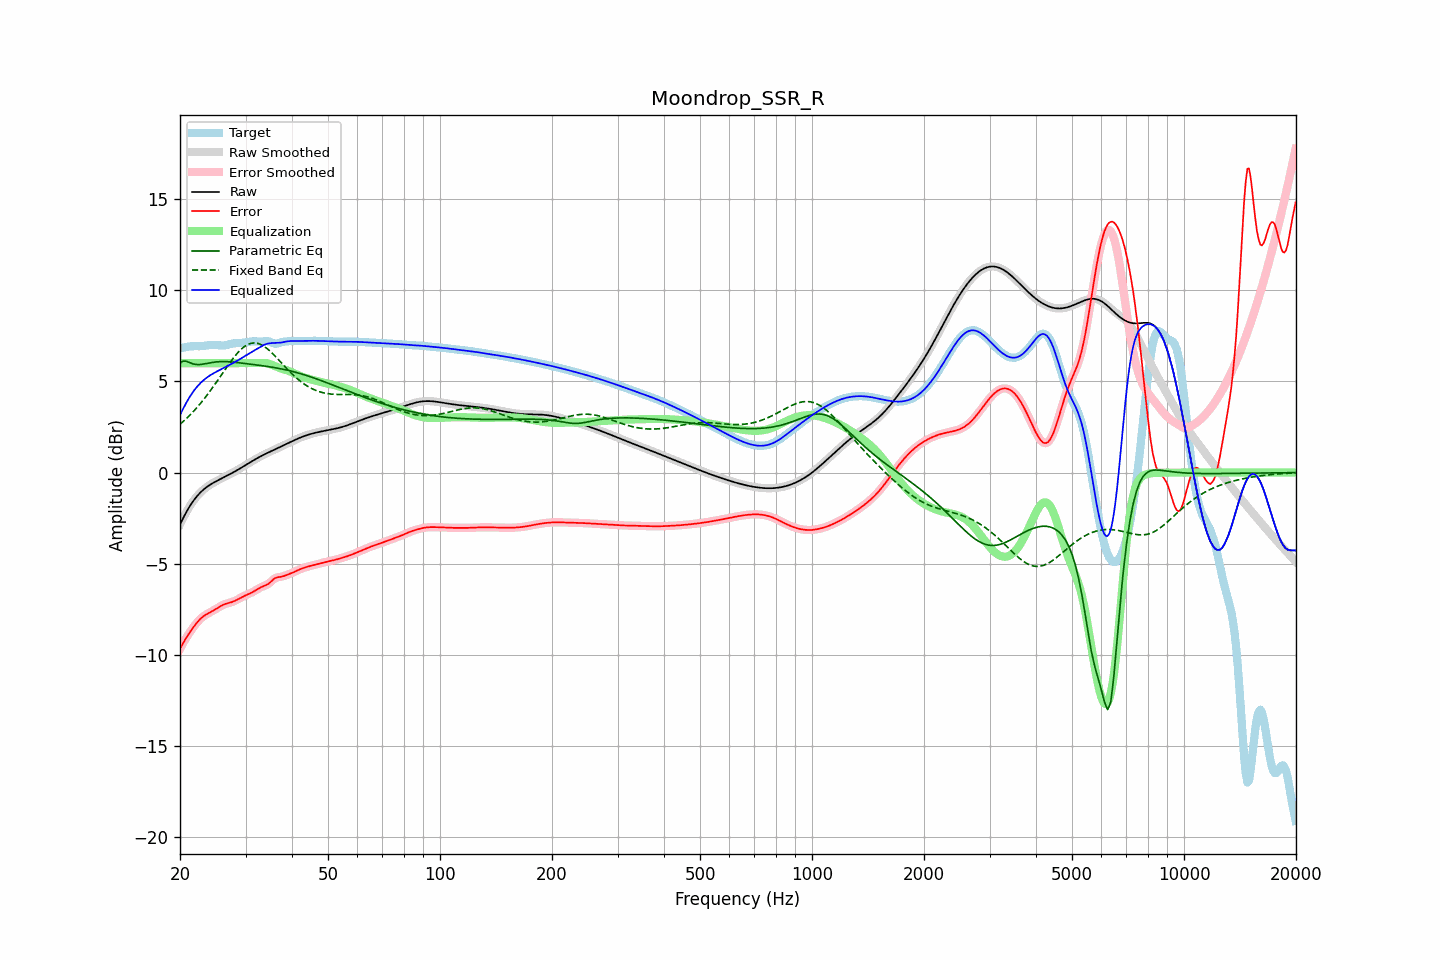 Moondrop_SSR_R
Target
Raw Smoothed
Error Smoothed
Raw
Error
Equalization
Parametric Eq
Fixed Band Eq
Equalized
Amplitude (dBr)
15
10
5
0
−5
−10
−15
−20
20 50 100 200 500 1000 2000 5000 10000 20000
Frequency (Hz)